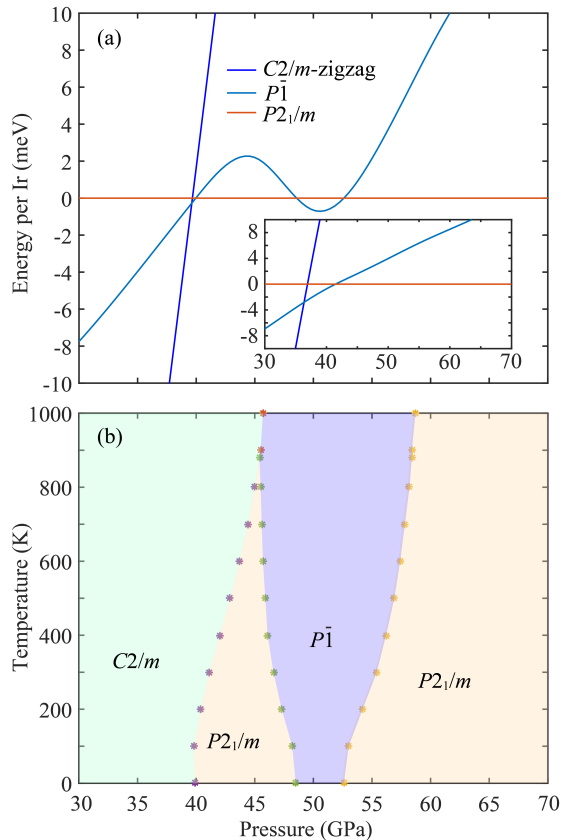 (a)
C2/m-zigzag
P1̄
P2₁/m
Energy per Ir (meV)
10
8
6
4
2
0
-2
-4
-6
-8
-10
8
4
0
-4
-8
30 40 50 60 70
(b)
Temperature (K)
1000
800
600
400
200
0
C2/m
P2₁/m
P1̄
P2₁/m
30 35 40 45 50 55 60 65 70
Pressure (GPa)